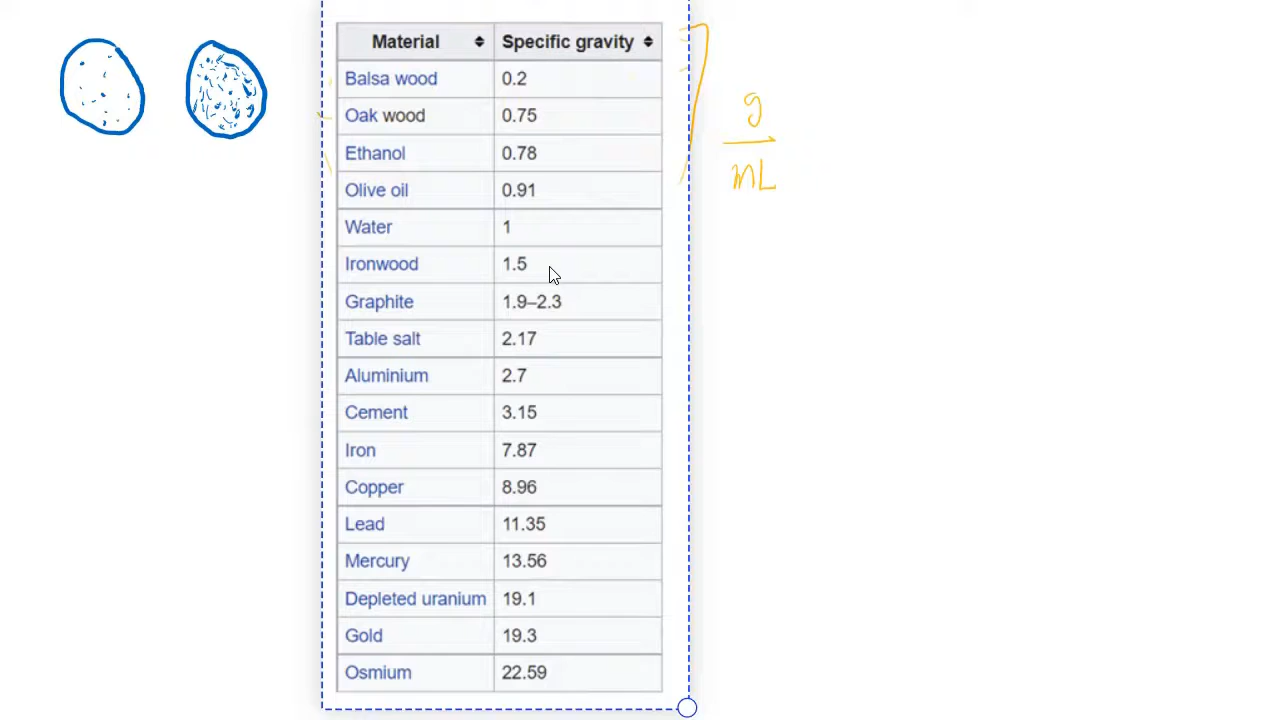 Material Specific gravity
Balsa wood 0.2
Oak wood 0.75
Ethanol 0.78
Olive oil 0.91
Water 1
Ironwood 1.5
Graphite 1.9–2.3
Table salt 2.17
Aluminium 2.7
Cement 3.15
Iron 7.87
Copper 8.96
Lead 11.35
Mercury 13.56
Depleted uranium 19.1
Gold 19.3
Osmium 22.59
g
mL